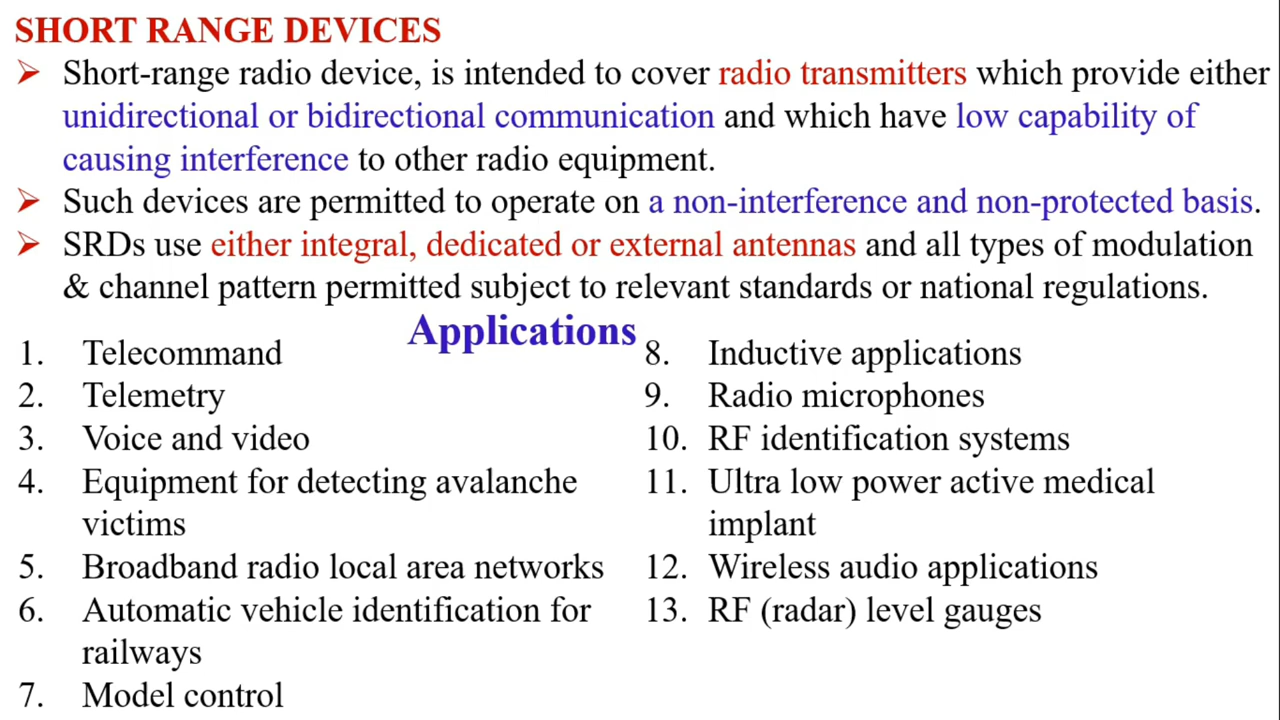 SHORT RANGE DEVICES
➢ Short-range radio device, is intended to cover radio transmitters which provide either
unidirectional or bidirectional communication and which have low capability of
causing interference to other radio equipment.
➢ Such devices are permitted to operate on a non-interference and non-protected basis.
➢ SRDs use either integral, dedicated or external antennas and all types of modulation
& channel pattern permitted subject to relevant standards or national regulations.
Applications
1. Telecommand
2. Telemetry
3. Voice and video
4. Equipment for detecting avalanche
victims
5. Broadband radio local area networks
6. Automatic vehicle identification for
railways
7. Model control
8. Inductive applications
9. Radio microphones
10. RF identification systems
11. Ultra low power active medical
implant
12. Wireless audio applications
13. RF (radar) level gauges